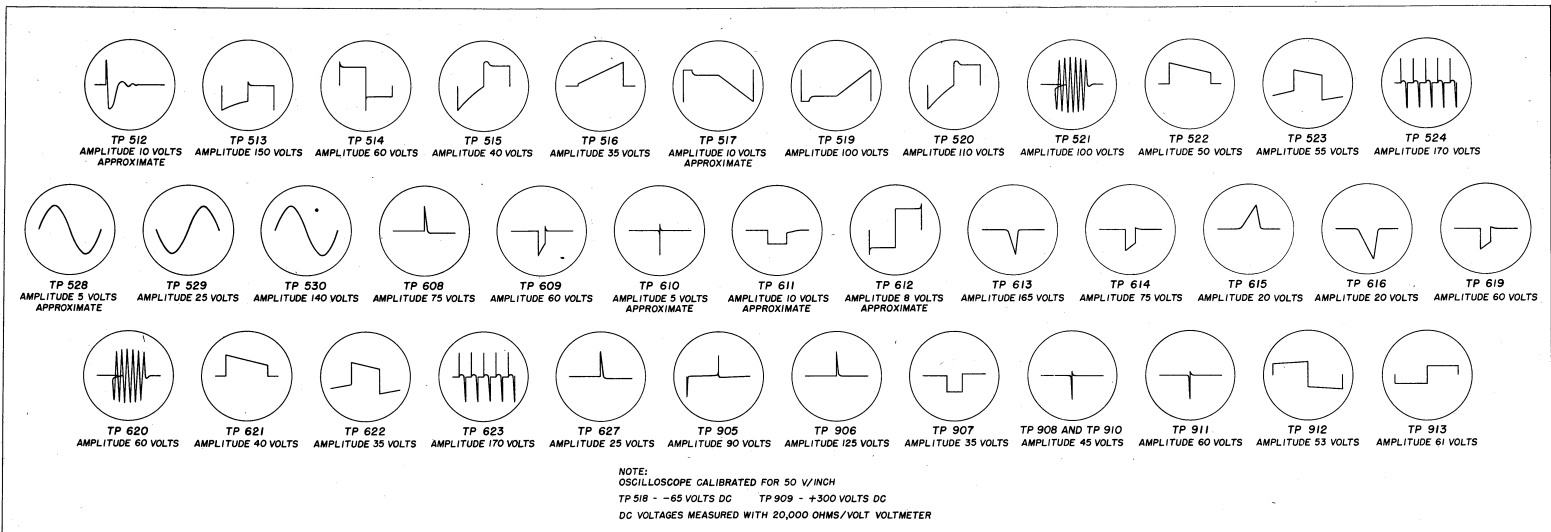 TP 512
AMPLITUDE 10 VOLTS
APPROXIMATE
TP 513
AMPLITUDE 150 VOLTS
TP 514
AMPLITUDE 60 VOLTS
TP 515
AMPLITUDE 40 VOLTS
TP 516
AMPLITUDE 35 VOLTS
TP 517
AMPLITUDE 10 VOLTS
APPROXIMATE
TP 519
AMPLITUDE 100 VOLTS
TP 520
AMPLITUDE 110 VOLTS
TP 521
AMPLITUDE 100 VOLTS
TP 522
AMPLITUDE 50 VOLTS
TP 523
AMPLITUDE 55 VOLTS
TP 524
AMPLITUDE 170 VOLTS
TP 528
AMPLITUDE 5 VOLTS
APPROXIMATE
TP 529
AMPLITUDE 25 VOLTS
TP 530
AMPLITUDE 140 VOLTS
TP 608
AMPLITUDE 75 VOLTS
TP 609
AMPLITUDE 60 VOLTS
TP 610
AMPLITUDE 5 VOLTS
APPROXIMATE
TP 611
AMPLITUDE 10 VOLTS
APPROXIMATE
TP 612
AMPLITUDE 8 VOLTS
APPROXIMATE
TP 613
AMPLITUDE 165 VOLTS
TP 614
AMPLITUDE 75 VOLTS
TP 615
AMPLITUDE 20 VOLTS
TP 616
AMPLITUDE 20 VOLTS
TP 619
AMPLITUDE 60 VOLTS
TP 620
AMPLITUDE 60 VOLTS
TP 621
AMPLITUDE 40 VOLTS
TP 622
AMPLITUDE 35 VOLTS
TP 623
AMPLITUDE 170 VOLTS
TP 627
AMPLITUDE 25 VOLTS
TP 905
AMPLITUDE 90 VOLTS
TP 906
AMPLITUDE 125 VOLTS
TP 907
AMPLITUDE 35 VOLTS
TP 908 AND TP 910
AMPLITUDE 45 VOLTS
TP 911
AMPLITUDE 60 VOLTS
TP 912
AMPLITUDE 53 VOLTS
TP 913
AMPLITUDE 61 VOLTS
NOTE:
OSCILLOSCOPE CALIBRATED FOR 50 V/INCH
TP 518 - -65 VOLTS DC TP 909 - +300 VOLTS DC
DC VOLTAGES MEASURED WITH 20,000 OHMS/VOLT VOLTMETER